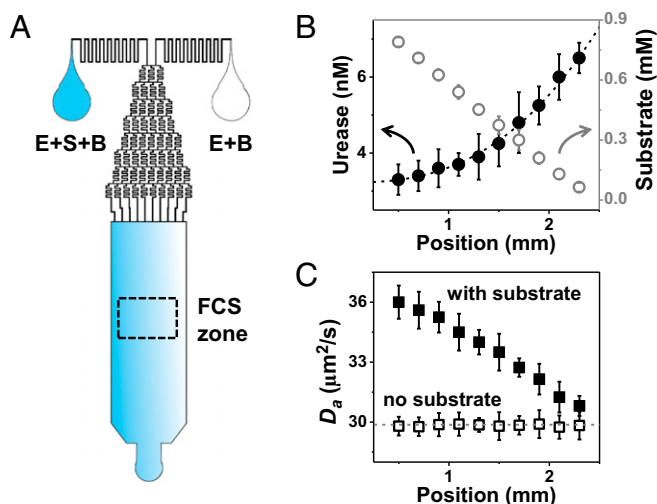 A
E+S+B
E+B
FCS
zone
B
Urease (nM)
6
4
0.9
0.6
0.3
0.0
Substrate (mM)
1
2
Position (mm)
C
D_a (μm²/s)
36
33
30
with substrate
no substrate
1
2
Position (mm)